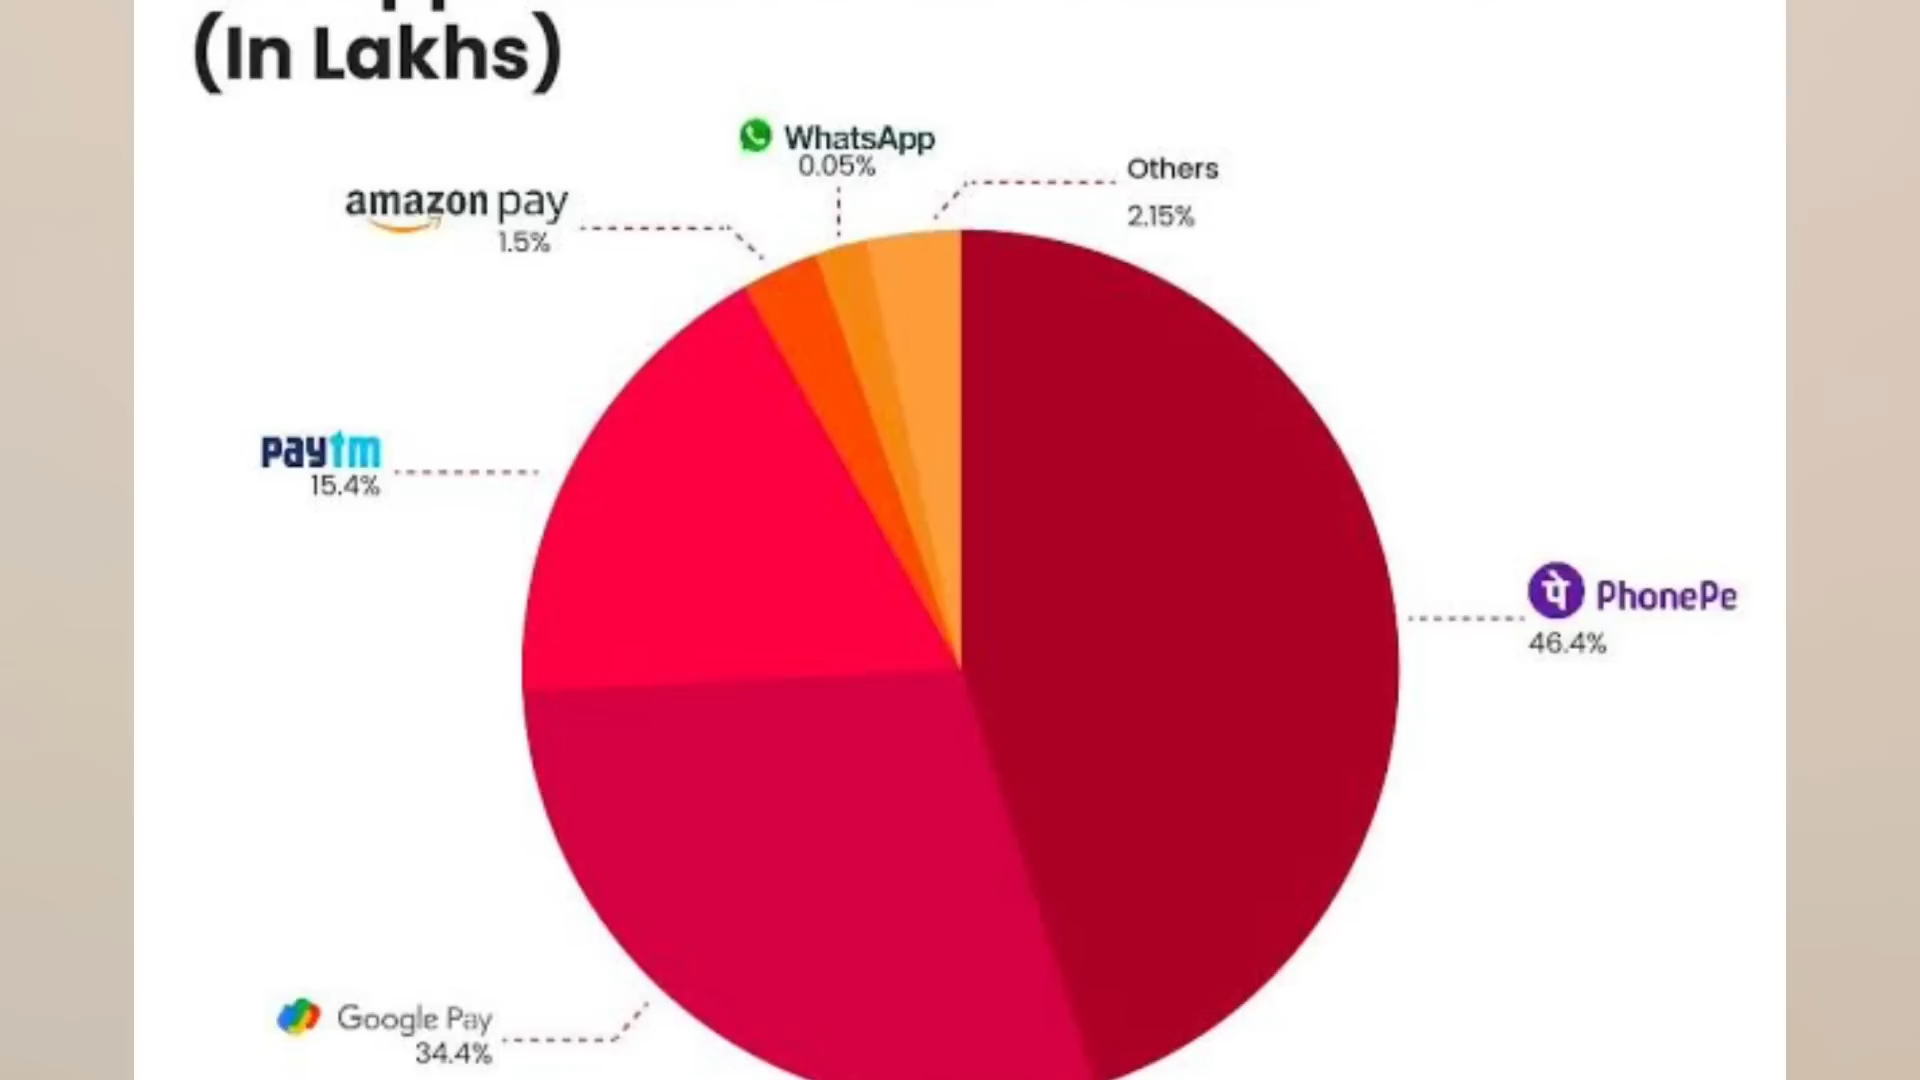 (In Lakhs)
WhatsApp
0.05%
Others
2.15%
amazon pay
1.5%
paytm
15.4%
पे PhonePe
46.4%
Google Pay
34.4%